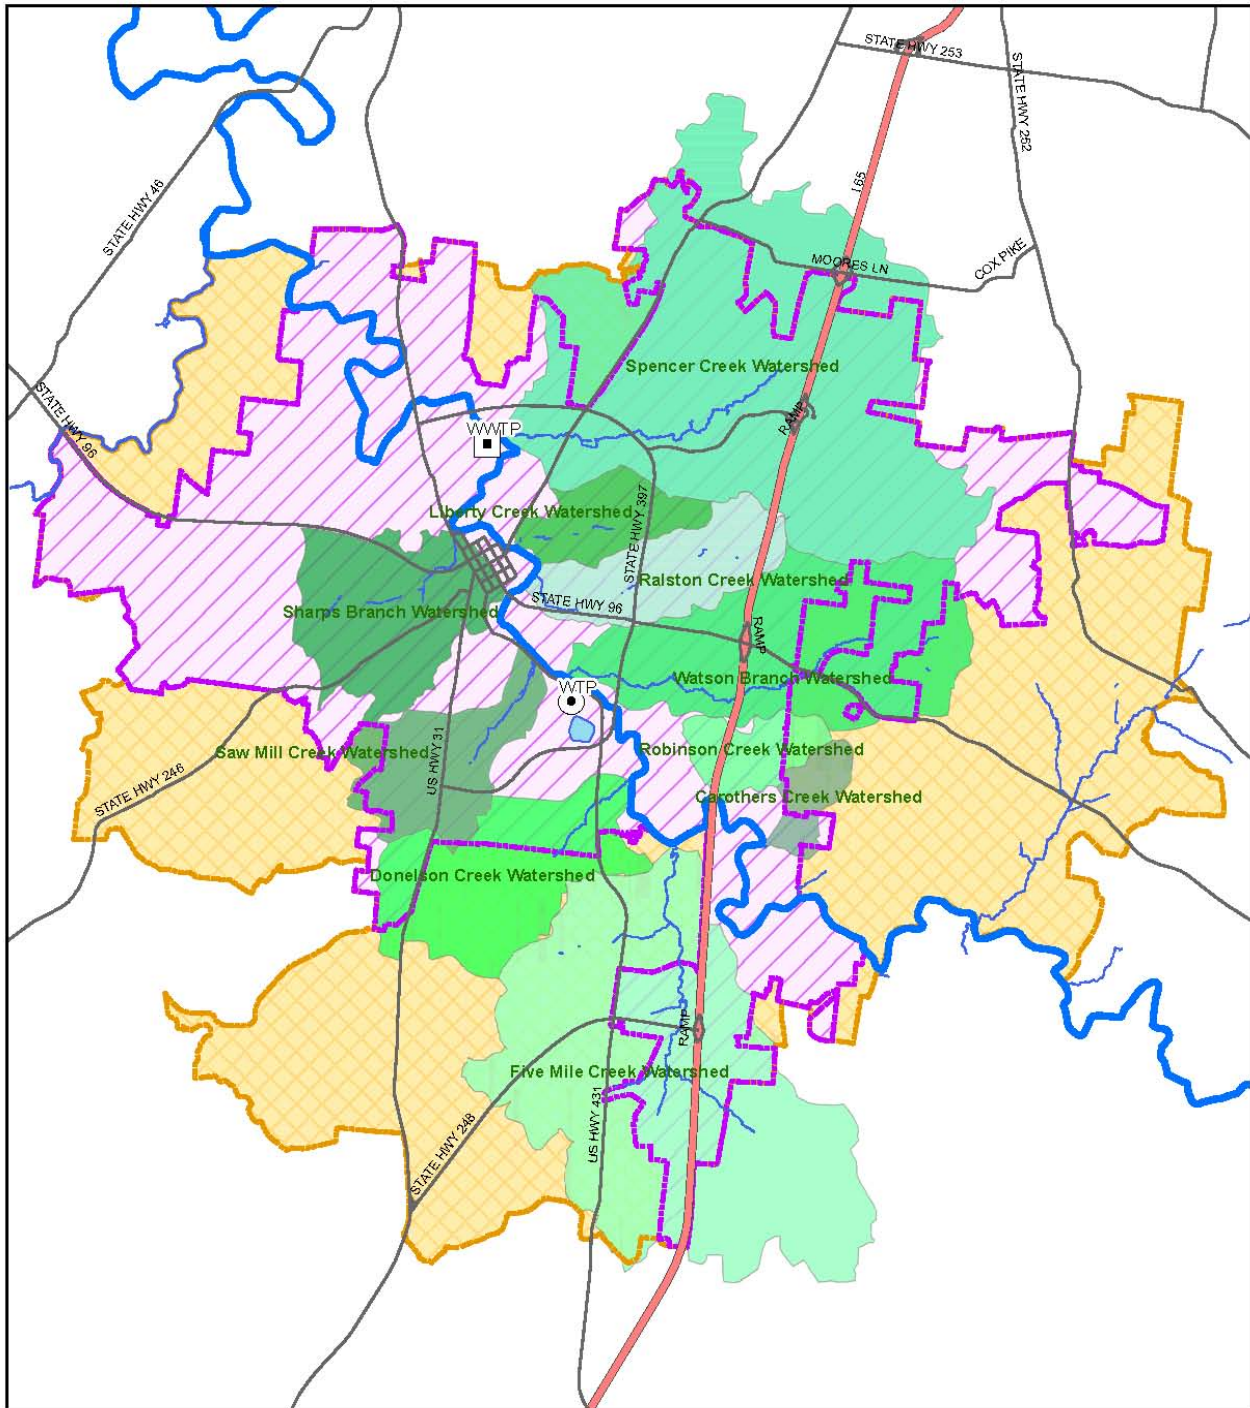 STATE HWY 253
STATE HWY 252
I 65
STATE HWY 46
COX PIKE
MOORES LN
Spencer Creek Watershed
STATE HWY 96
RAMP
WWTP
Liberty Creek Watershed
STATE HWY 397
Ralston Creek Watershed
STATE HWY 96
Sharps Branch Watershed
RAMP
Watson Branch Watershed
WTP
Saw Mill Creek Watershed
Robinson Creek Watershed
US HWY 31
STATE HWY 246
Carothers Creek Watershed
Donelson Creek Watershed
RAMP
Five Mile Creek Watershed
US HWY 431
STATE HWY 248